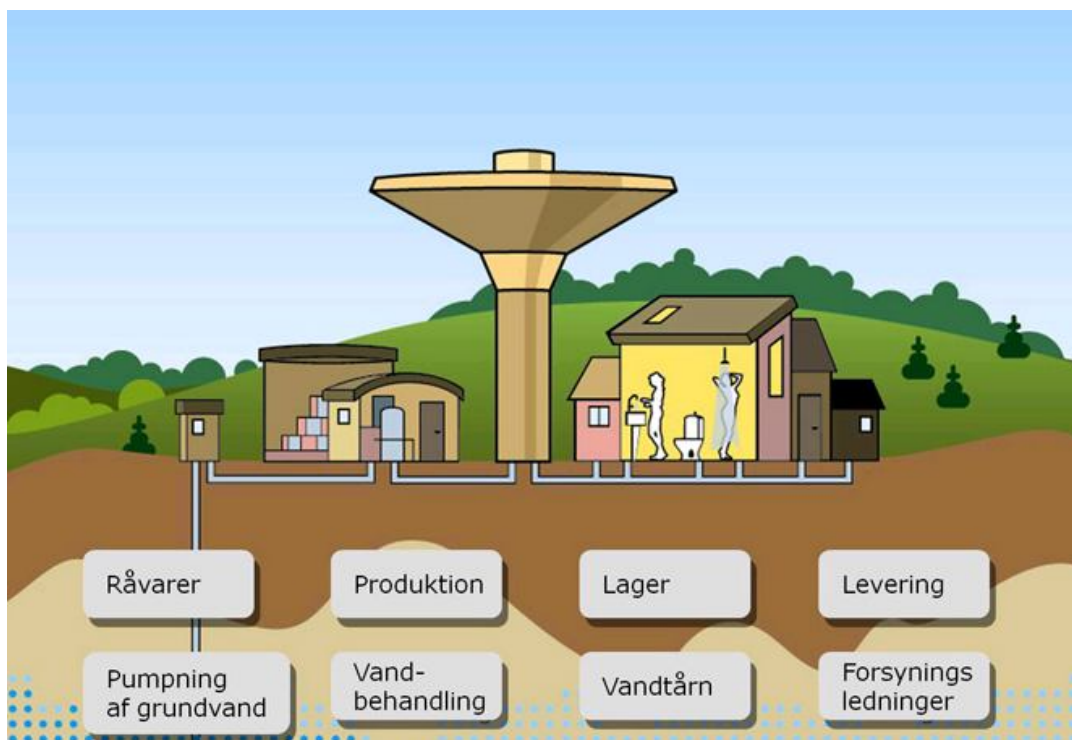 Råvarer
Produktion
Lager
Levering
Pumpning
af grundvand
Vand-
behandling
Vandtårn
Forsynings
ledninger